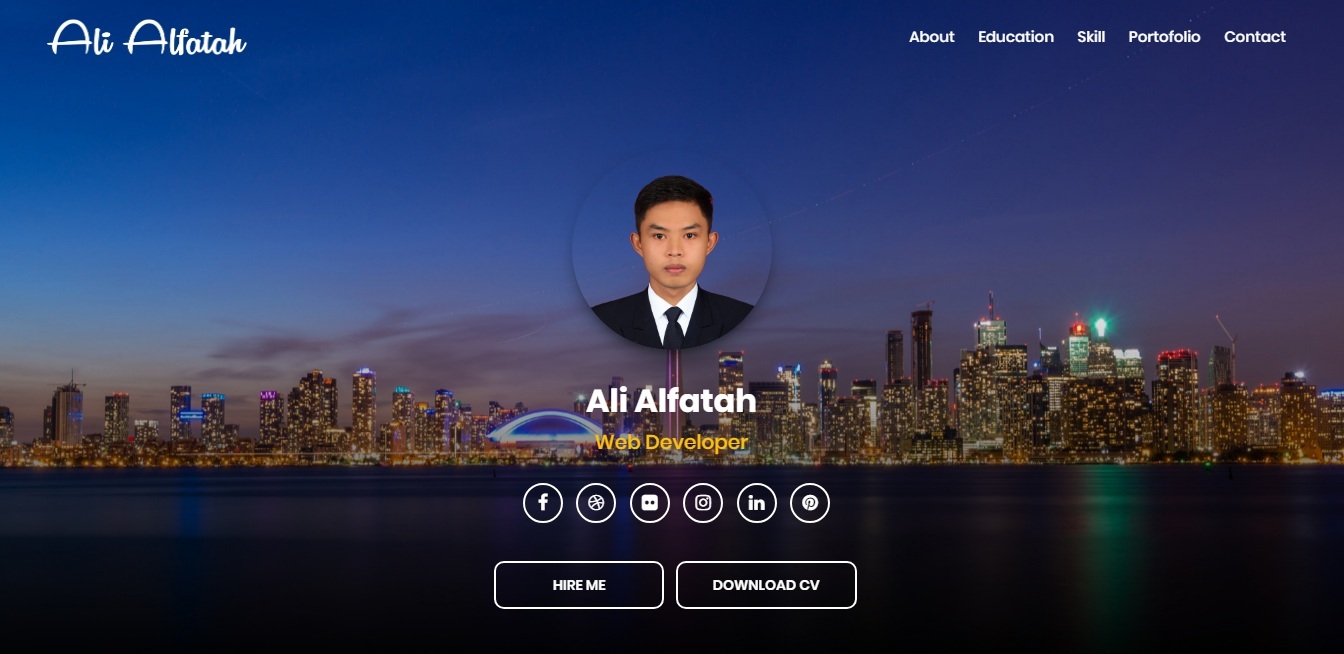 Ali Alfatah
About Education Skill Portofolio Contact
Ali Alfatah
Web Developer
HIRE ME
DOWNLOAD CV